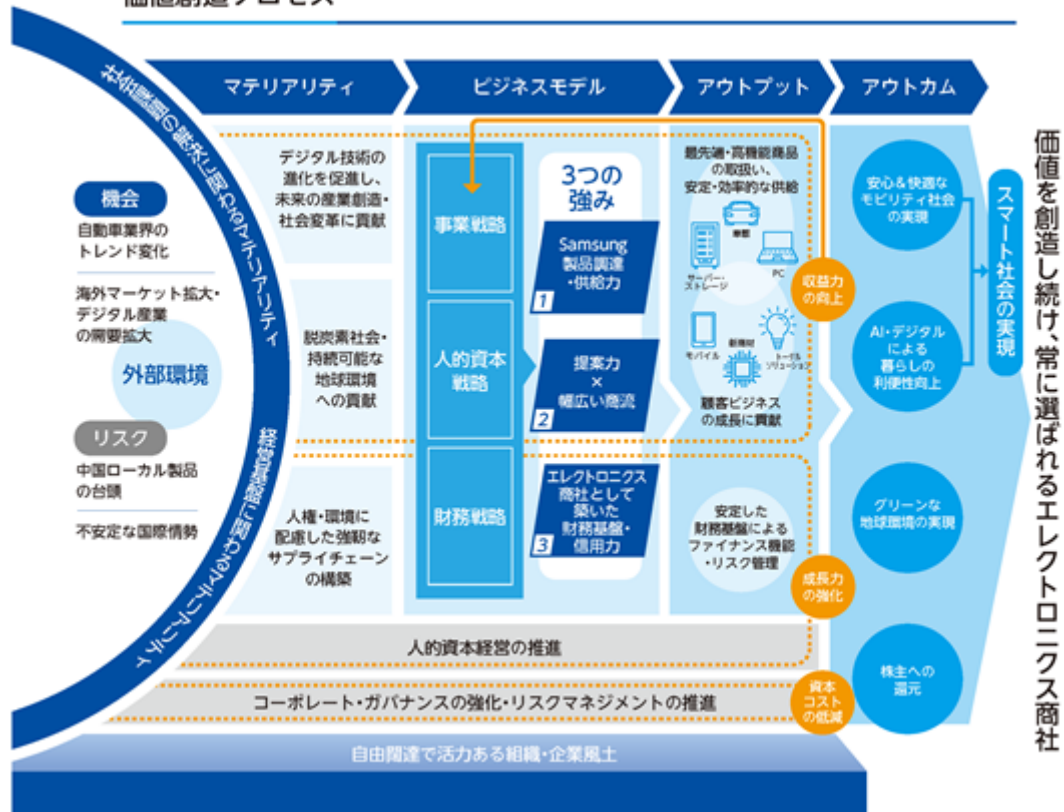 価値創造プロセス
マテリアリティ
ビジネスモデル
アウトプット
アウトカム
社会課題の解決に関わるマテリアリティ
経営基盤に関わるマテリアリティ
機会
自動車業界の
トレンド変化
海外マーケット拡大・
デジタル産業
の需要拡大
外部環境
リスク
中国ローカル製品
の台頭
不安定な国際情勢
デジタル技術の
進化を促進し、
未来の産業創造・
社会変革に貢献
脱炭素社会・
持続可能な
地球環境
への貢献
人権・環境に
配慮した強靭な
サプライチェーン
の構築
事業戦略
人的資本
戦略
財務戦略
3つの
強み
Samsung
製品調達
・供給力
1
提案力
×
幅広い商流
2
エレクトロニクス
商社として
築いた
財務基盤・
信用力
3
最先端・高機能商品
の取扱い、
安定・効率的な供給
車載
サーバー・
ストレージ
PC
モバイル
新商材
トータル
ソリューション
顧客ビジネス
の成長に貢献
安定した
財務基盤による
ファイナンス機能
・リスク管理
収益力
の向上
成長力
の強化
資本
コスト
の低減
安心&快適な
モビリティ社会
の実現
AI・デジタル
による
暮らしの
利便性向上
グリーンな
地球環境の実現
株主への
還元
スマート社会の実現
人的資本経営の推進
コーポレート・ガバナンスの強化・リスクマネジメントの推進
自由闊達で活力ある組織・企業風土
価値を創造し続け、常に選ばれるエレクトロニクス商社